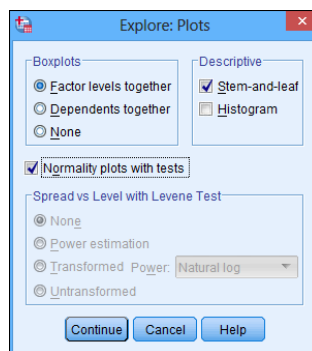 Explore: Plots
Boxplots
Factor levels together
Dependents together
None
Descriptive
Stem-and-leaf
Histogram
Normality plots with tests
Spread vs Level with Levene Test
None
Power estimation
Transformed Power: Natural log
Untransformed
Continue Cancel Help